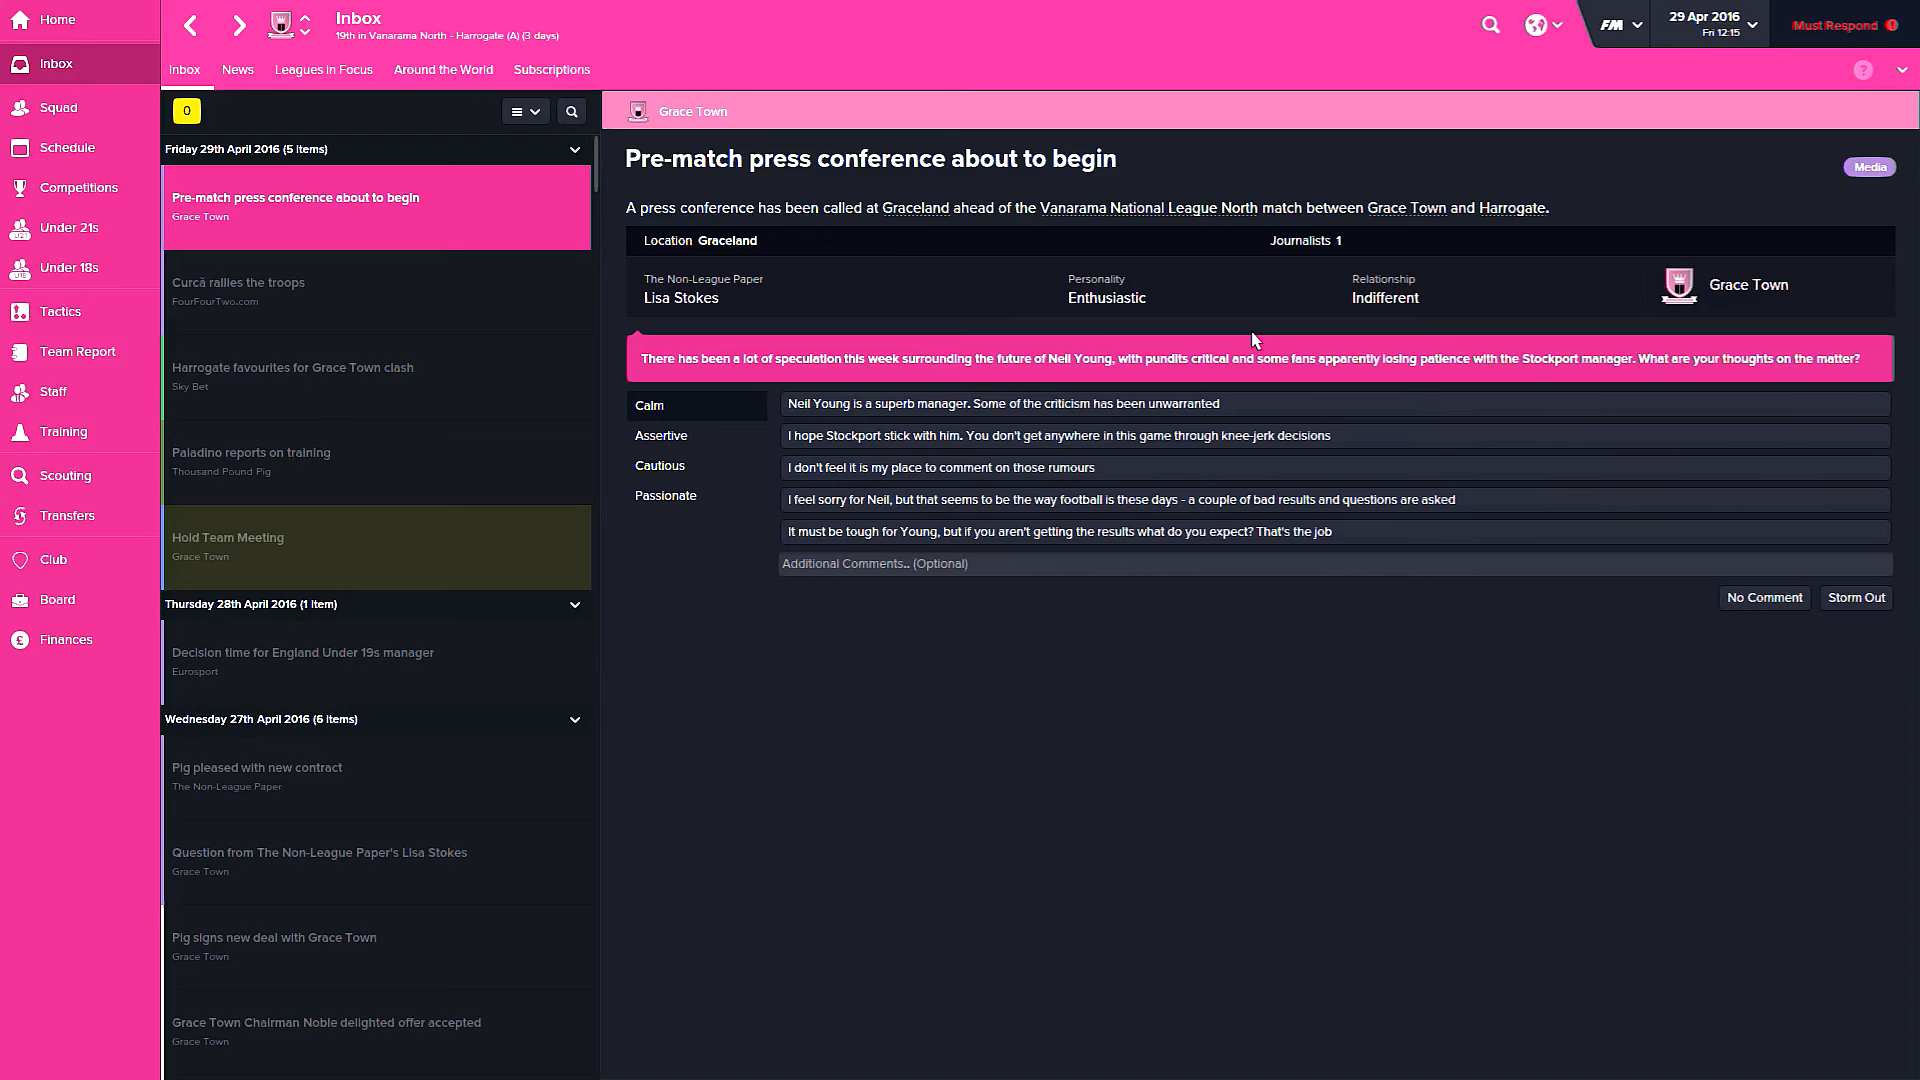 Home
Inbox
Squad
Schedule
Competitions
Under 21s
Under 18s
Tactics
Team Report
Staff
Training
Scouting
Transfers
Club
Board
Finances
Inbox
19th in Vanarama North - Harrogate (A) (3 days)
FM
29 Apr 2016
Fri 12:15
Must Respond
Inbox
News
Leagues in Focus
Around the World
Subscriptions
?
0
Friday 29th April 2016 (5 Items)
Pre-match press conference about to begin
Grace Town
Curcă rallies the troops
FourFourTwo.com
Harrogate favourites for Grace Town clash
Sky Bet
Paladino reports on training
Thousand Pound Pig
Hold Team Meeting
Grace Town
Thursday 28th April 2016 (1 Item)
Decision time for England Under 19s manager
Eurosport
Wednesday 27th April 2016 (6 Items)
Pig pleased with new contract
The Non-League Paper
Question from The Non-League Paper's Lisa Stokes
Grace Town
Pig signs new deal with Grace Town
Grace Town
Grace Town Chairman Noble delighted offer accepted
Grace Town
Grace Town
Pre-match press conference about to begin
Media
A press conference has been called at Graceland ahead of the Vanarama National League North match between Grace Town and Harrogate.
Location Graceland
Journalists 1
The Non-League Paper
Lisa Stokes
Personality
Enthusiastic
Relationship
Indifferent
Grace Town
There has been a lot of speculation this week surrounding the future of Neil Young, with pundits critical and some fans apparently losing patience with the Stockport manager. What are your thoughts on the matter?
Calm
Assertive
Cautious
Passionate
Neil Young is a superb manager. Some of the criticism has been unwarranted
I hope Stockport stick with him. You don't get anywhere in this game through knee-jerk decisions
I don't feel it is my place to comment on those rumours
I feel sorry for Neil, but that seems to be the way football is these days - a couple of bad results and questions are asked
It must be tough for Young, but if you aren't getting the results what do you expect? That's the job
Additional Comments.. (Optional)
No Comment
Storm Out